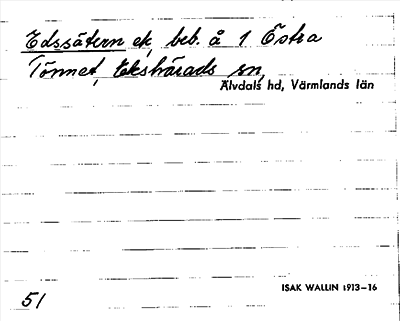 Edssätern ek, beb. å 1 Östra
Tönnet, Ekshärads sn,
Älvdals hd, Värmlands län
ISAK WALLIN 1913–16
51